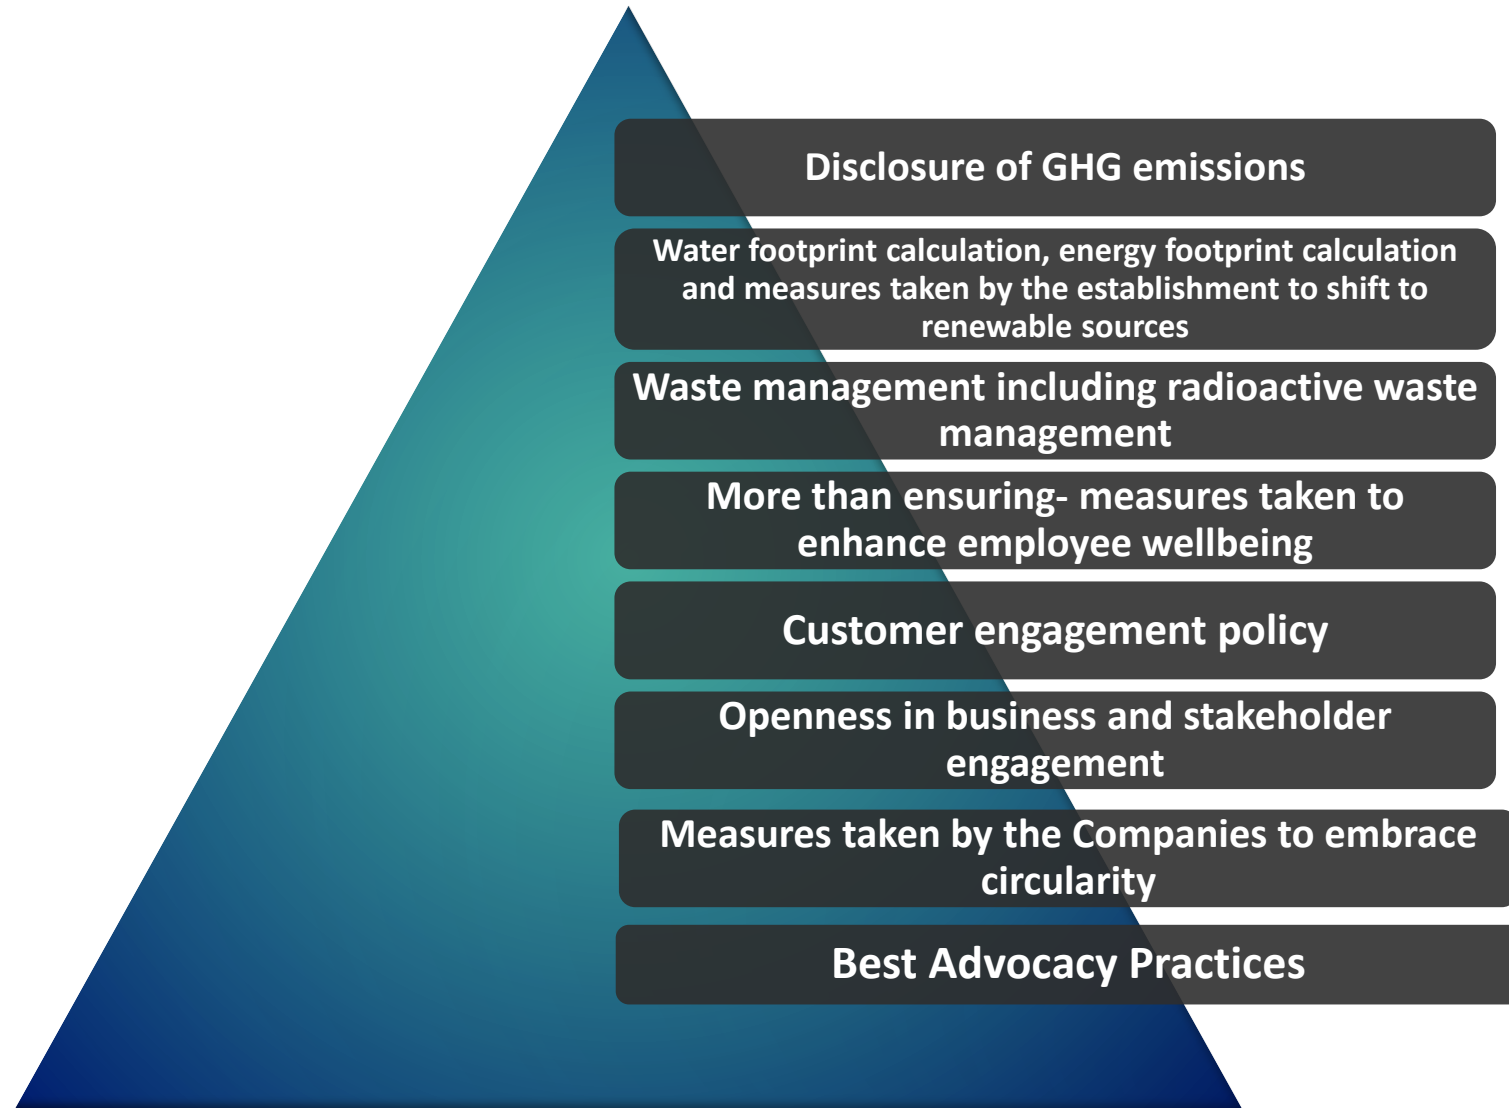 Disclosure of GHG emissions
Water footprint calculation, energy footprint calculation
and measures taken by the establishment to shift to
renewable sources
Waste management including radioactive waste
management
More than ensuring- measures taken to
enhance employee wellbeing
Customer engagement policy
Openness in business and stakeholder
engagement
Measures taken by the Companies to embrace
circularity
Best Advocacy Practices